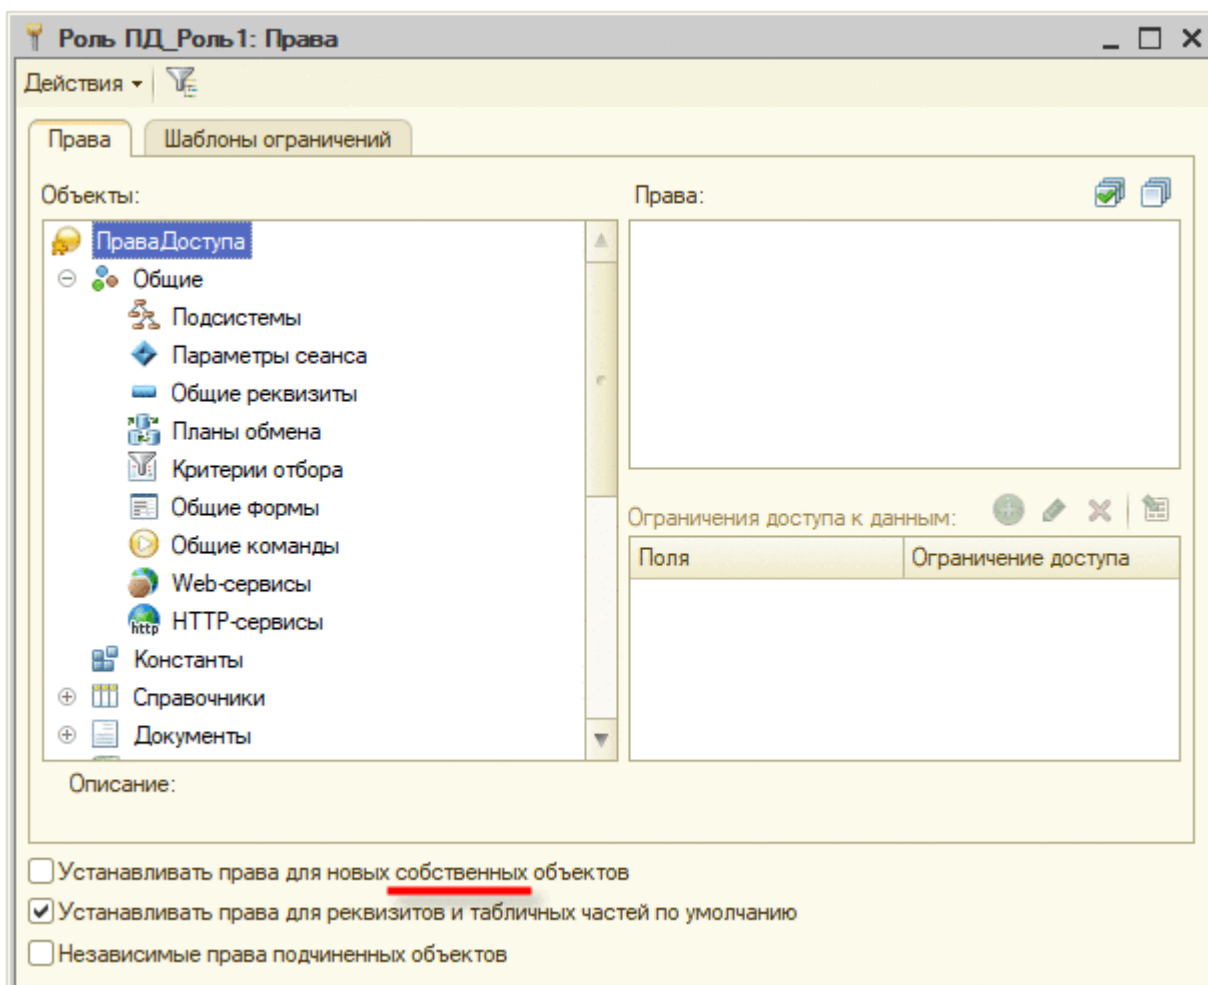 Роль ПД_Роль1: Права
Действия
Права
Шаблоны ограничений
Объекты:
Права:
ПраваДоступа
Общие
Подсистемы
Параметры сеанса
Общие реквизиты
Планы обмена
Критерии отбора
Общие формы
Общие команды
Web-сервисы
http HTTP-сервисы
Константы
Справочники
Документы
Ограничения доступа к данным:
Поля
Ограничение доступа
Описание:
Устанавливать права для новых собственных объектов
Устанавливать права для реквизитов и табличных частей по умолчанию
Независимые права подчиненных объектов